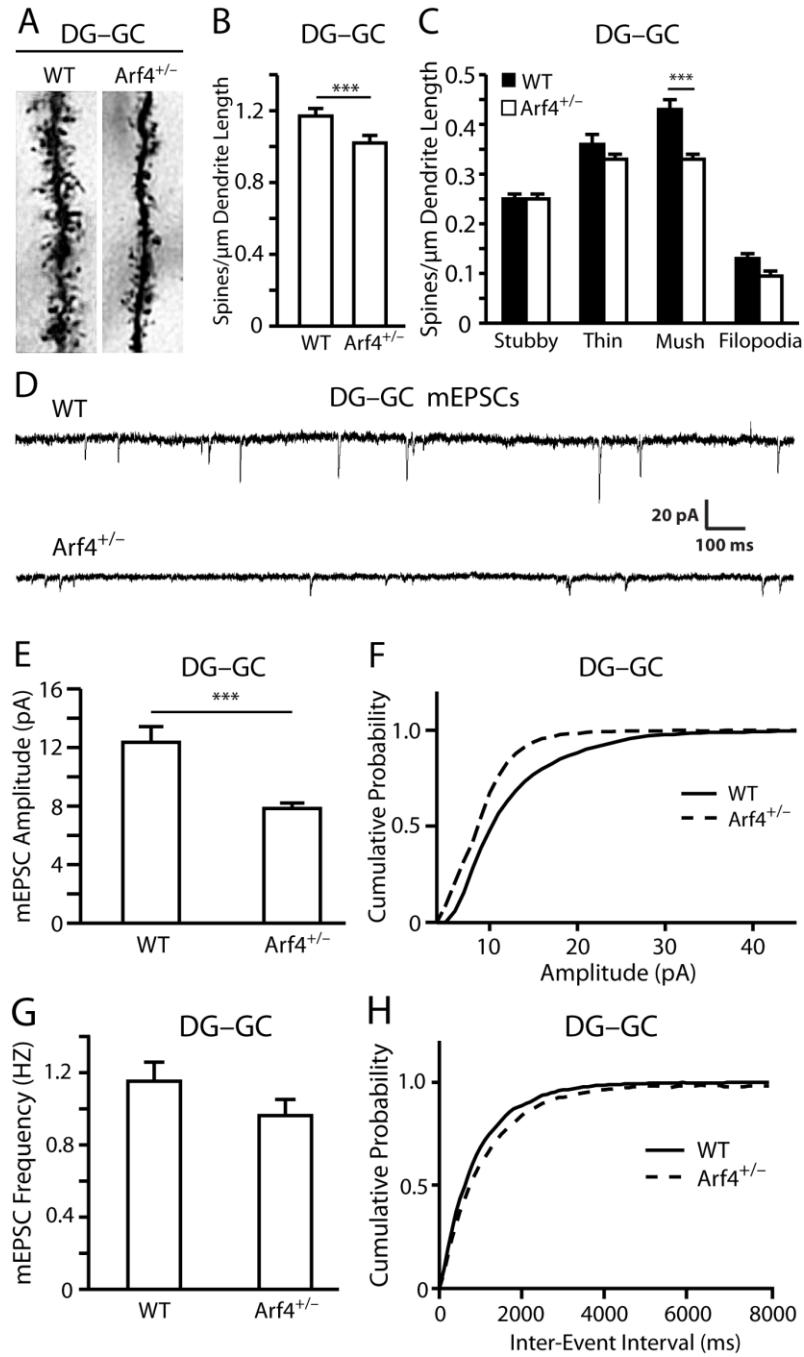 A
DG–GC
WT Arf4+/–
B
DG–GC
Spines/µm Dendrite Length
1.2
0.8
0.4
0
***
WT Arf4+/–
C
DG–GC
Spines/µm Dendrite Length
0.5
0.4
0.3
0.2
0.1
0
WT
Arf4+/–
***
Stubby Thin Mush Filopodia
D
DG–GC mEPSCs
WT
20 pA
100 ms
Arf4+/–
E
DG–GC
mEPSC Amplitude (pA)
16
12
8
4
0
***
WT Arf4+/–
F
DG–GC
Cumulative Probability
1.0
0.5
WT
Arf4+/–
10 20 30 40
Amplitude (pA)
G
DG–GC
mEPSC Frequency (HZ)
1.2
0.8
0.4
0
WT Arf4+/–
H
DG–GC
Cumulative Probability
1.0
0.5
WT
Arf4+/–
0 2000 4000 6000 8000
Inter-Event Interval (ms)